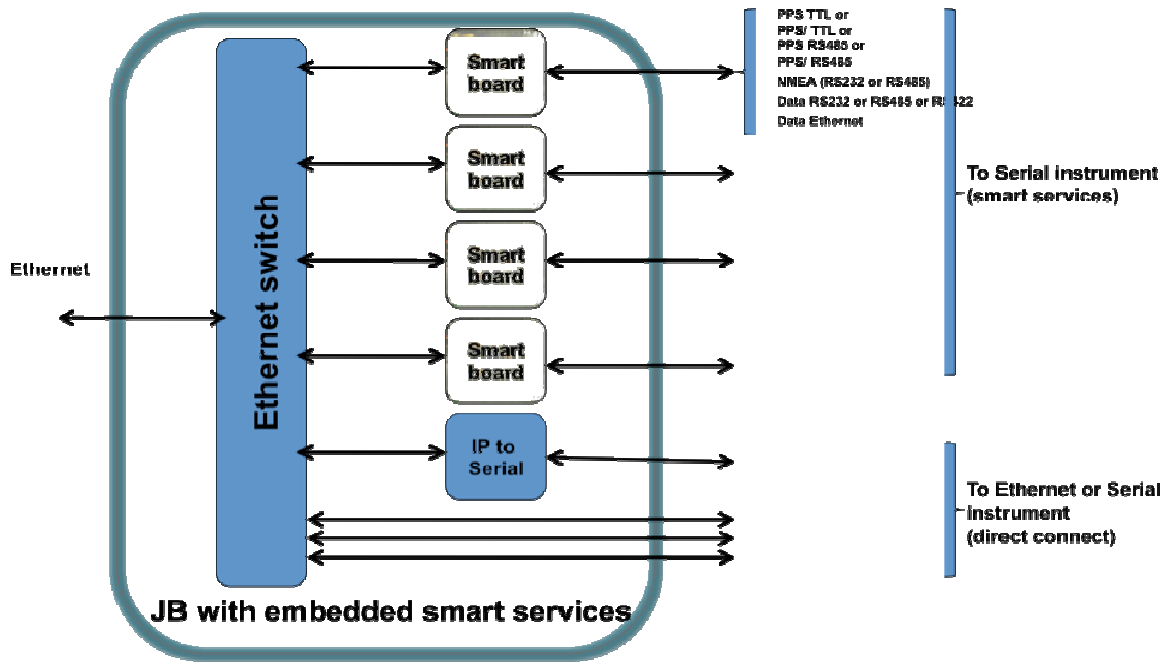 PPS TTL or
PPS/ TTL or
PPS RS485 or
PPS/ RS485
NMEA (RS232 or RS485)
Data RS232 or RS485 or RS422
Data Ethernet
Smart
board
Smart
board
Smart
board
Smart
board
IP to
Serial
Ethernet switch
Ethernet
To Serial instrument
(smart services)
To Ethernet or Serial
instrument
(direct connect)
JB with embedded smart services